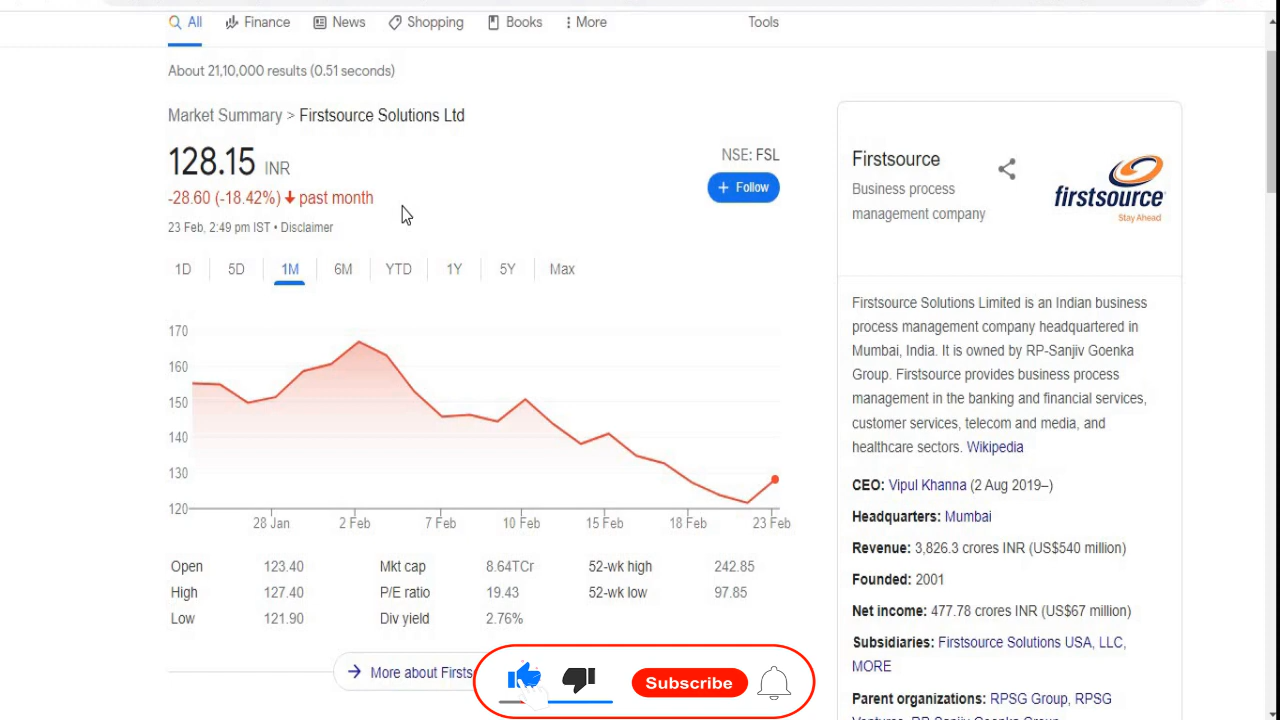 All Finance News Shopping Books More Tools
About 21,10,000 results (0.51 seconds)
Market Summary > Firstsource Solutions Ltd
128.15 INR
-28.60 (-18.42%) past month
23 Feb, 2:49 pm IST • Disclaimer
NSE: FSL
+ Follow
1D 5D 1M 6M YTD 1Y 5Y Max
170
160
150
140
130
120
28 Jan 2 Feb 7 Feb 10 Feb 15 Feb 18 Feb 23 Feb
Open 123.40 Mkt cap 8.64TCr 52-wk high 242.85
High 127.40 P/E ratio 19.43 52-wk low 97.85
Low 121.90 Div yield 2.76%
More about Firsts
Subscribe
Firstsource
Business process
management company
firstsource
Stay Ahead
Firstsource Solutions Limited is an Indian business
process management company headquartered in
Mumbai, India. It is owned by RP-Sanjiv Goenka
Group. Firstsource provides business process
management in the banking and financial services,
customer services, telecom and media, and
healthcare sectors. Wikipedia
CEO: Vipul Khanna (2 Aug 2019–)
Headquarters: Mumbai
Revenue: 3,826.3 crores INR (US$540 million)
Founded: 2001
Net income: 477.78 crores INR (US$67 million)
Subsidiaries: Firstsource Solutions USA, LLC,
MORE
Parent organizations: RPSG Group, RPSG